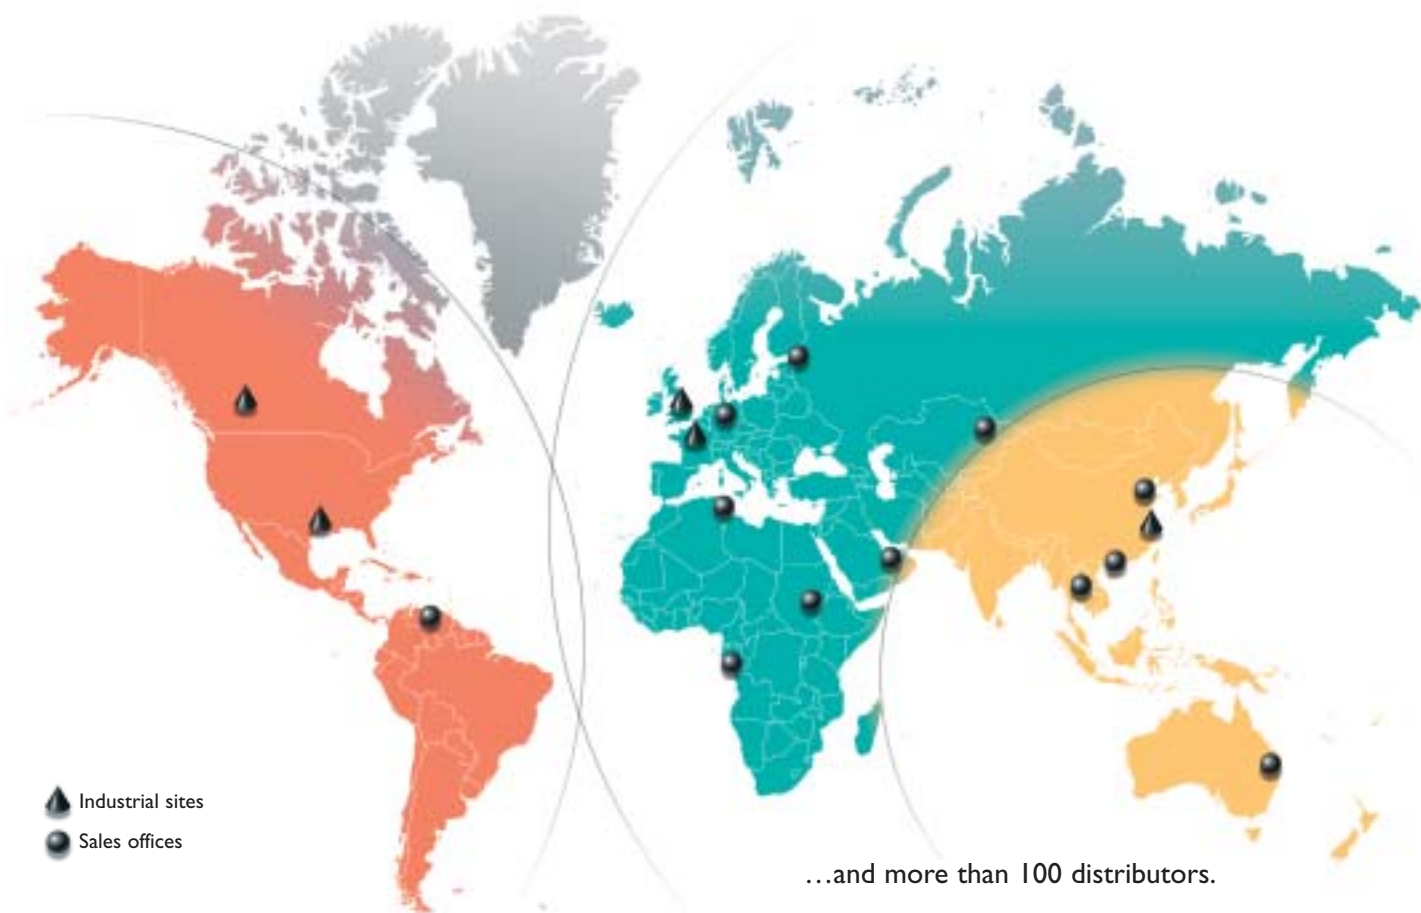 Industrial sites
Sales offices
…and more than 100 distributors.